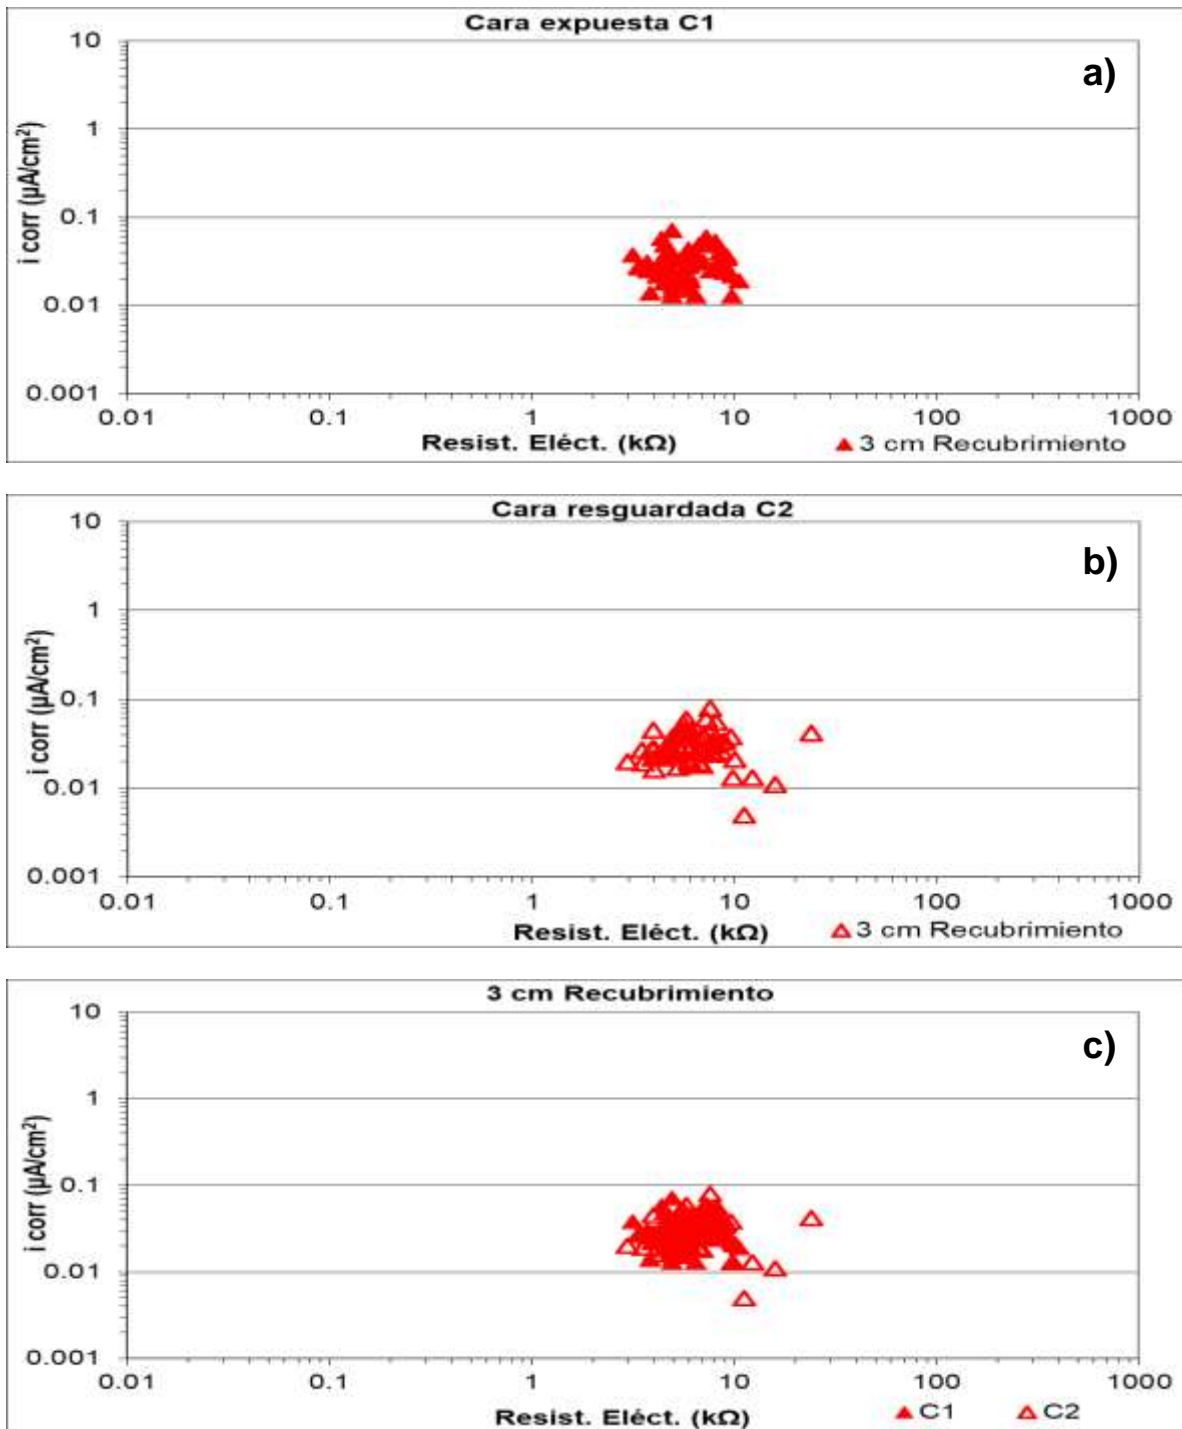 Cara expuesta C1
a)
10
1
0.1
0.01
0.001
i corr (µA/cm²)
0.01 0.1 1 10 100 1000
Resist. Eléct. (kΩ)
3 cm Recubrimiento
Cara resguardada C2
b)
10
1
0.1
0.01
0.001
i corr (µA/cm²)
0.01 0.1 1 10 100 1000
Resist. Eléct. (kΩ)
3 cm Recubrimiento
3 cm Recubrimiento
c)
10
1
0.1
0.01
0.001
i corr (µA/cm²)
0.01 0.1 1 10 100 1000
Resist. Eléct. (kΩ)
C1 C2